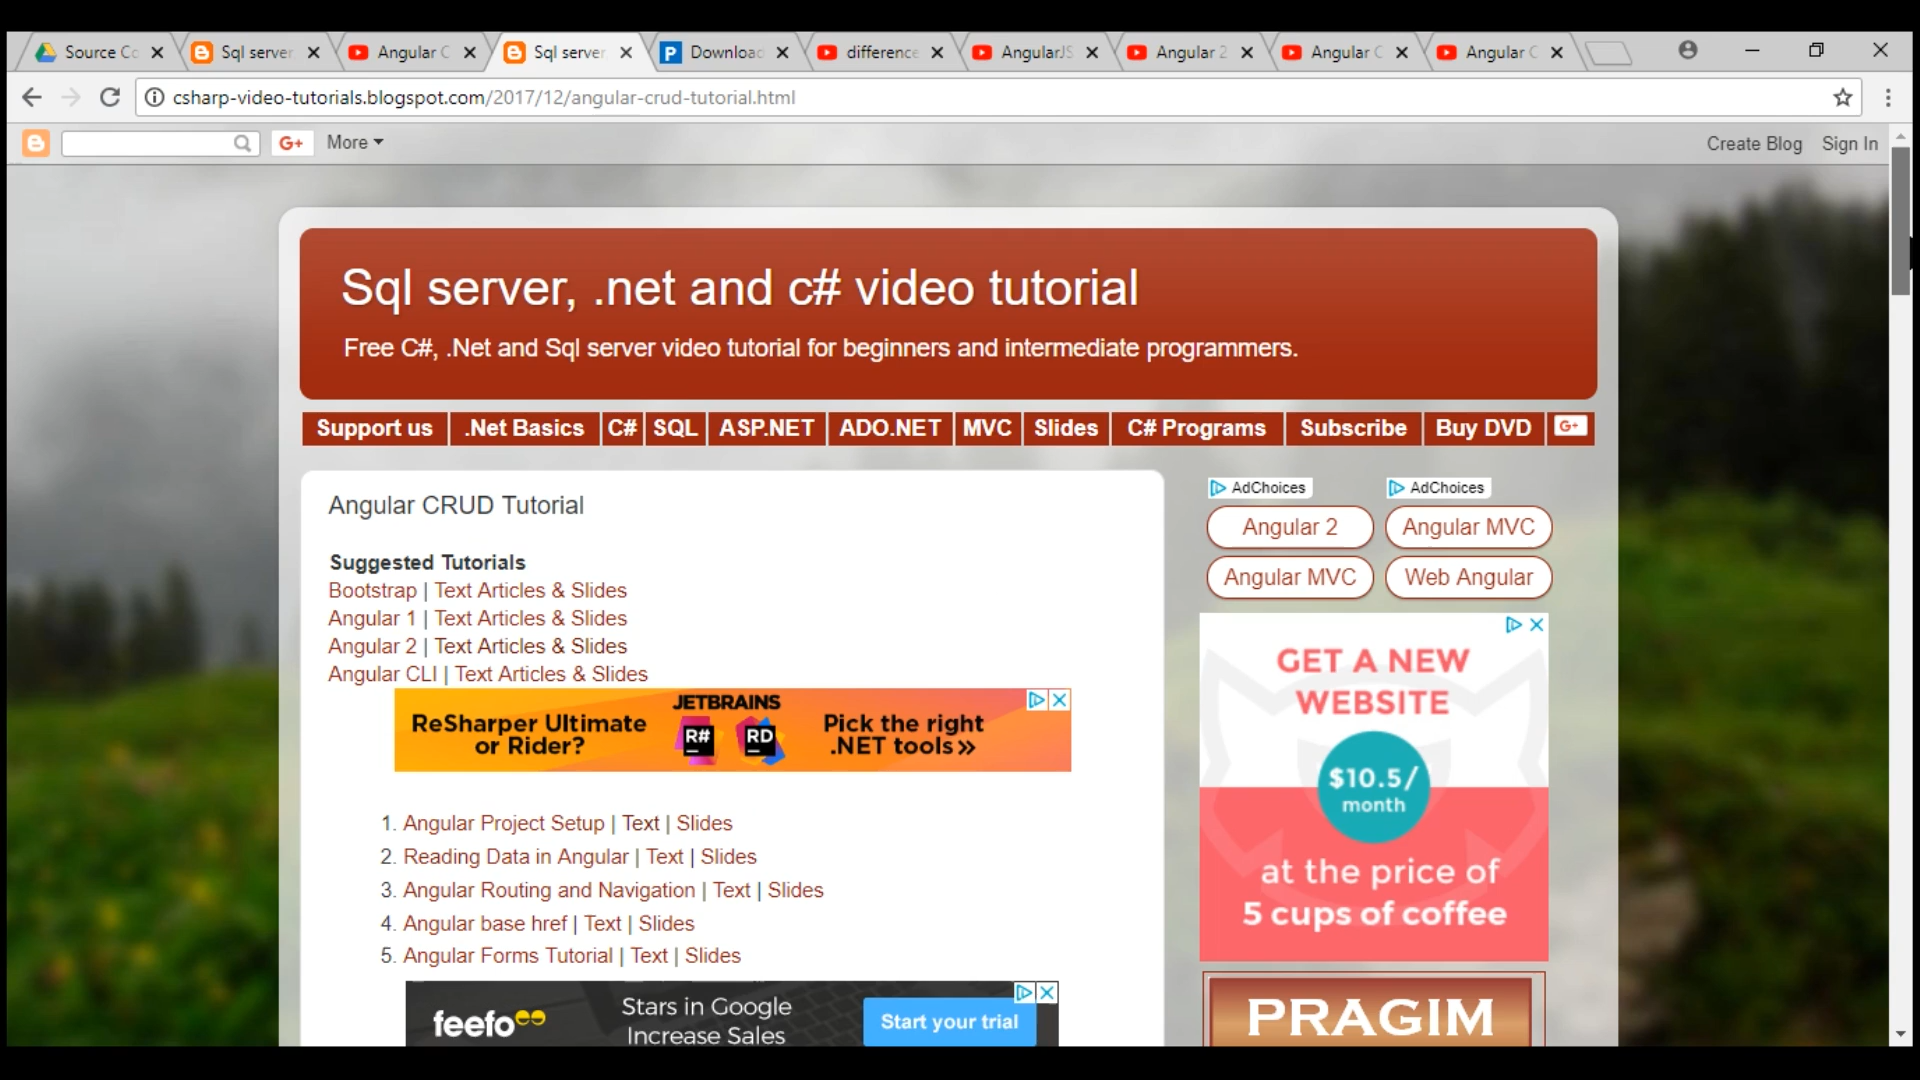 Source Co
Sql server
Angular C
Sql server,
Download
difference
AngularJS
Angular 2
Angular C
Angular C
csharp-video-tutorials.blogspot.com/2017/12/angular-crud-tutorial.html
G+
More
Create Blog
Sign In
Sql server, .net and c# video tutorial
Free C#, .Net and Sql server video tutorial for beginners and intermediate programmers.
Support us
.Net Basics
C#
SQL
ASP.NET
ADO.NET
MVC
Slides
C# Programs
Subscribe
Buy DVD
G+
Angular CRUD Tutorial
Suggested Tutorials
Bootstrap | Text Articles & Slides
Angular 1 | Text Articles & Slides
Angular 2 | Text Articles & Slides
Angular CLI | Text Articles & Slides
ReSharper Ultimate
or Rider?
JETBRAINS
R#
RD
Pick the right
.NET tools»
1. Angular Project Setup | Text | Slides
2. Reading Data in Angular | Text | Slides
3. Angular Routing and Navigation | Text | Slides
4. Angular base href | Text | Slides
5. Angular Forms Tutorial | Text | Slides
feefo
Stars in Google
Increase Sales
Start your trial
AdChoices
AdChoices
Angular 2
Angular MVC
Angular MVC
Web Angular
GET A NEW
WEBSITE
$10.5/
month
at the price of
5 cups of coffee
PRAGIM